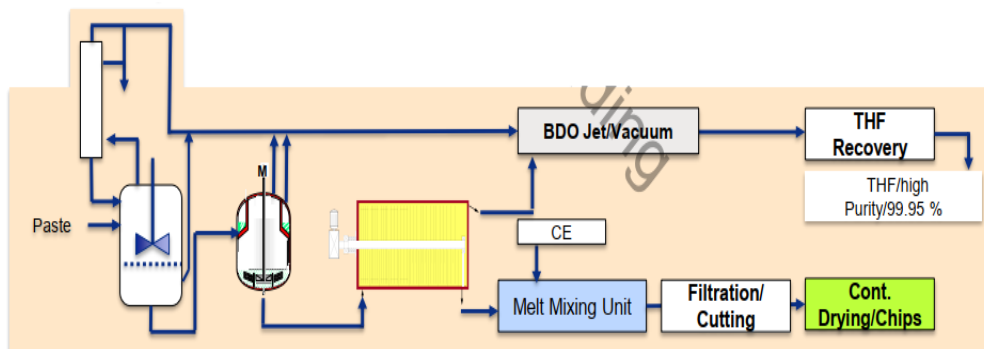 BDO Jet/Vacuum
THF
Recovery
M
THF/high
Purity/99.95 %
Paste
CE
Melt Mixing Unit
Filtration/
Cutting
Cont.
Drying/Chips